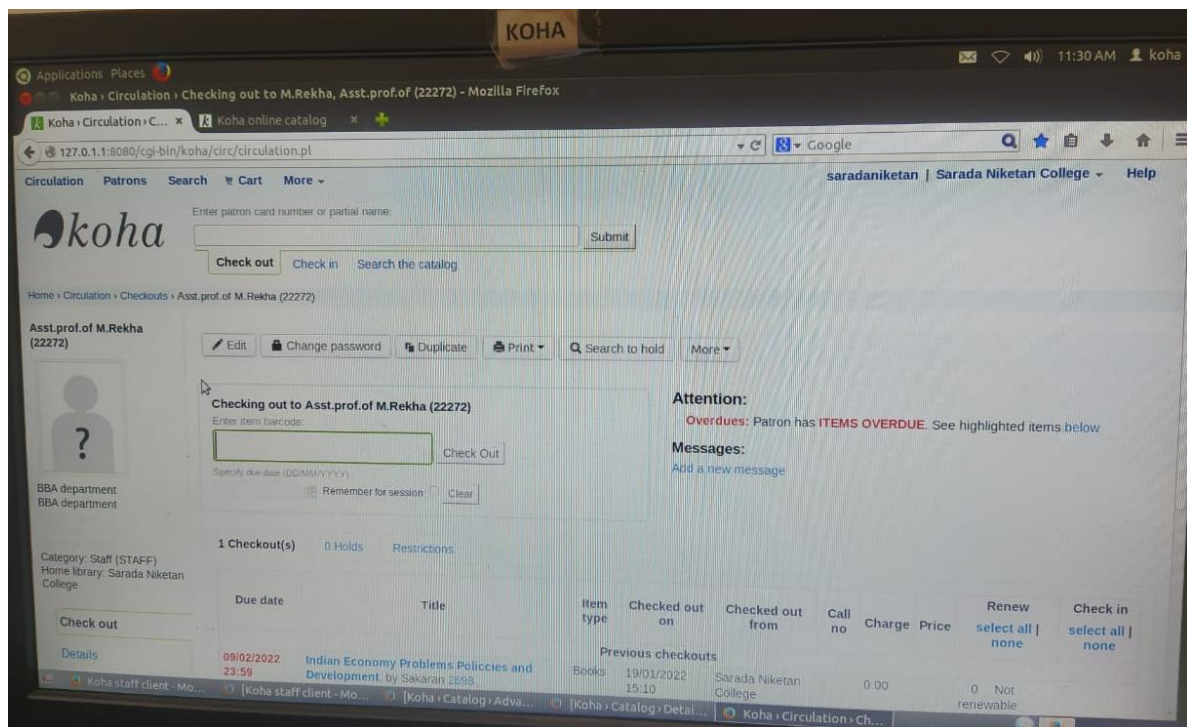 KOHA
Applications Places
11:30 AM koha
Koha › Circulation › Checking out to M.Rekha, Asst.prof.of (22272) - Mozilla Firefox
Koha › Circulation › C... × Koha online catalog ×
127.0.1.1:8080/cgi-bin/koha/circ/circulation.pl Google
Circulation Patrons Search Cart More saradaniketan | Sarada Niketan College Help
koha
Enter patron card number or partial name:
Submit
Check out Check in Search the catalog
Home › Circulation › Checkouts › Asst.prof.of M.Rekha (22272)
Asst.prof.of M.Rekha
(22272)
?
BBA department
BBA department
Category: Staff (STAFF)
Home library: Sarada Niketan
College
Check out
Details
Edit Change password Duplicate Print Search to hold More
Checking out to Asst.prof.of M.Rekha (22272)
Enter item barcode:
Check Out
Specify due date (DD/MM/YYYY):
Remember for session: Clear
Attention:
Overdues: Patron has ITEMS OVERDUE. See highlighted items below
Messages:
Add a new message
1 Checkout(s) 0 Holds Restrictions
Due date Title Item type Checked out on Checked out from Call no Charge Price Renew select all | none Check in select all | none
Previous checkouts
09/02/2022 23:59 Indian Economy Problems Policcies and Development, by Sakaran 2898 Books 19/01/2022 15:10 Sarada Niketan College 0.00 0 Not renewable
Koha staff client - Mo... [Koha staff client - Mo... [Koha › Catalog › Adva... [Koha › Catalog › Detai... Koha › Circulation › Ch...